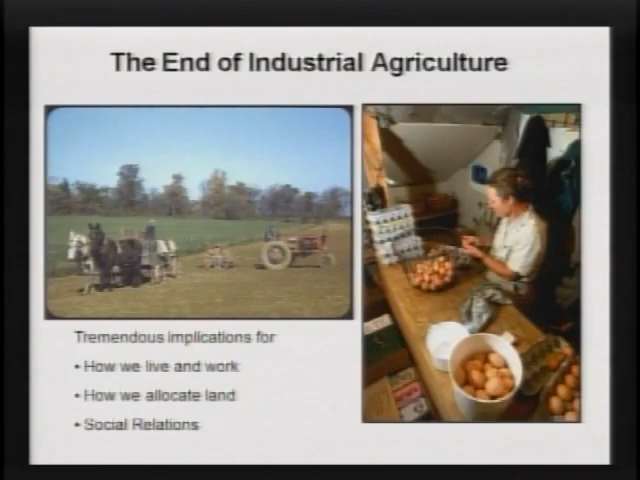 The End of Industrial Agriculture
Tremendous implications for
• How we live and work
• How we allocate land
• Social Relations